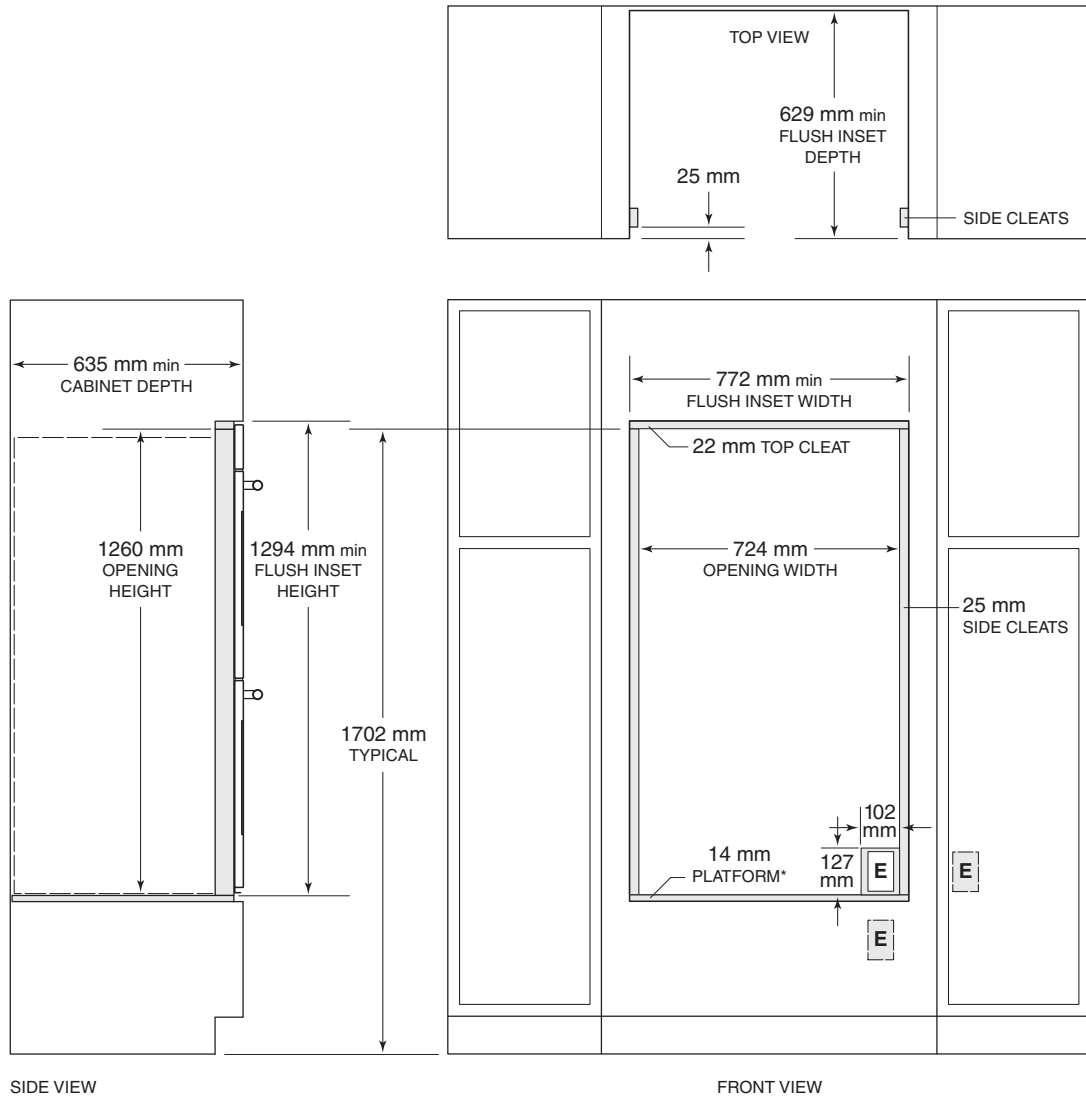 TOP VIEW
629 mm min
FLUSH INSET
DEPTH
25 mm
SIDE CLEATS
635 mm min
CABINET DEPTH
772 mm min
FLUSH INSET WIDTH
22 mm TOP CLEAT
1260 mm
OPENING
HEIGHT
1294 mm min
FLUSH INSET
HEIGHT
724 mm
OPENING WIDTH
25 mm
SIDE CLEATS
1702 mm
TYPICAL
102
mm
14 mm
PLATFORM*
127
mm
E
E
E
SIDE VIEW
FRONT VIEW